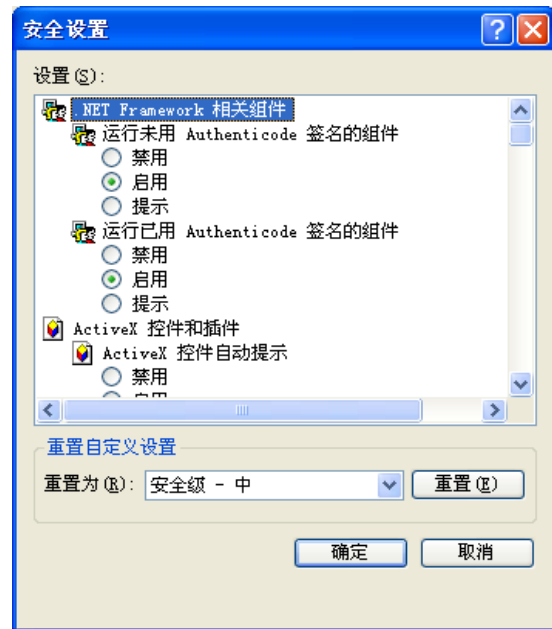 安全设置
设置(S):
.NET Framework 相关组件
运行未用 Authenticode 签名的组件
禁用
启用
提示
运行已用 Authenticode 签名的组件
禁用
启用
提示
ActiveX 控件和插件
ActiveX 控件自动提示
禁用
重置自定义设置
重置为(R): 安全级 - 中 重置(E)
确定 取消